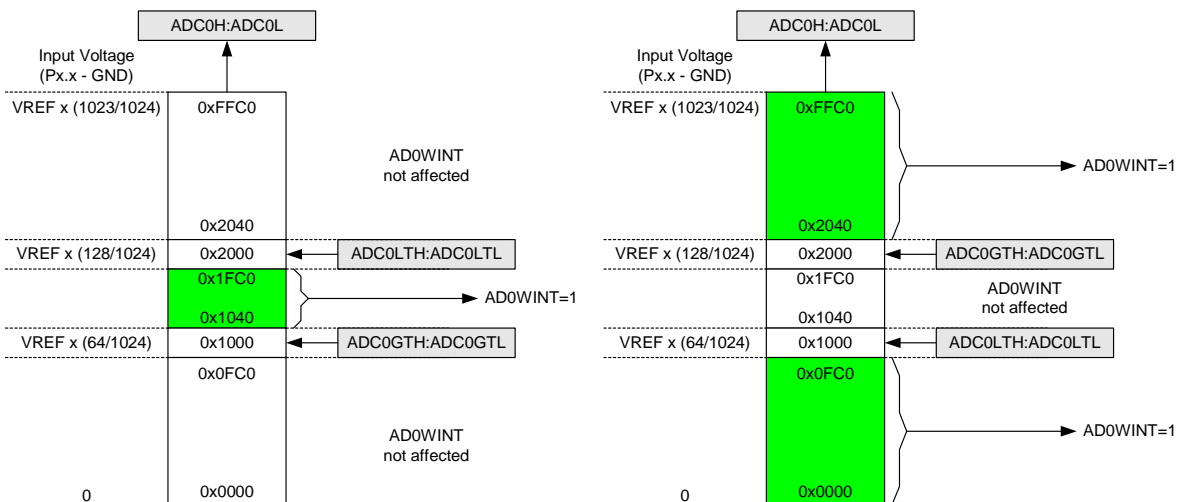 ADC0H:ADC0L
Input Voltage
(Px.x - GND)
VREF x (1023/1024)
0xFFC0
AD0WINT
not affected
0x2040
VREF x (128/1024)
0x2000
ADC0LTH:ADC0LTL
0x1FC0
AD0WINT=1
0x1040
VREF x (64/1024)
0x1000
ADC0GTH:ADC0GTL
0x0FC0
AD0WINT
not affected
0
0x0000
ADC0H:ADC0L
Input Voltage
(Px.x - GND)
VREF x (1023/1024)
0xFFC0
AD0WINT=1
0x2040
VREF x (128/1024)
0x2000
ADC0GTH:ADC0GTL
0x1FC0
AD0WINT
not affected
0x1040
VREF x (64/1024)
0x1000
ADC0LTH:ADC0LTL
0x0FC0
AD0WINT=1
0
0x0000